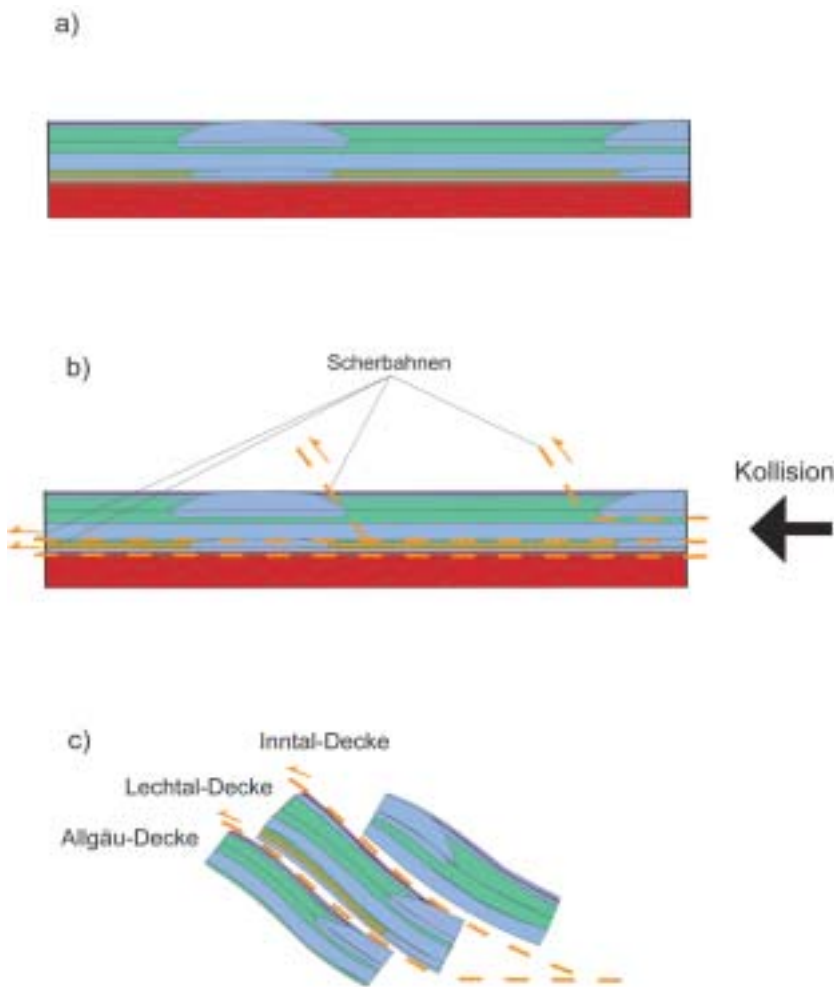 a)
b)
Scherbahnen
Kollision
c)
Inntal-Decke
Lechtal-Decke
Allgäu-Decke